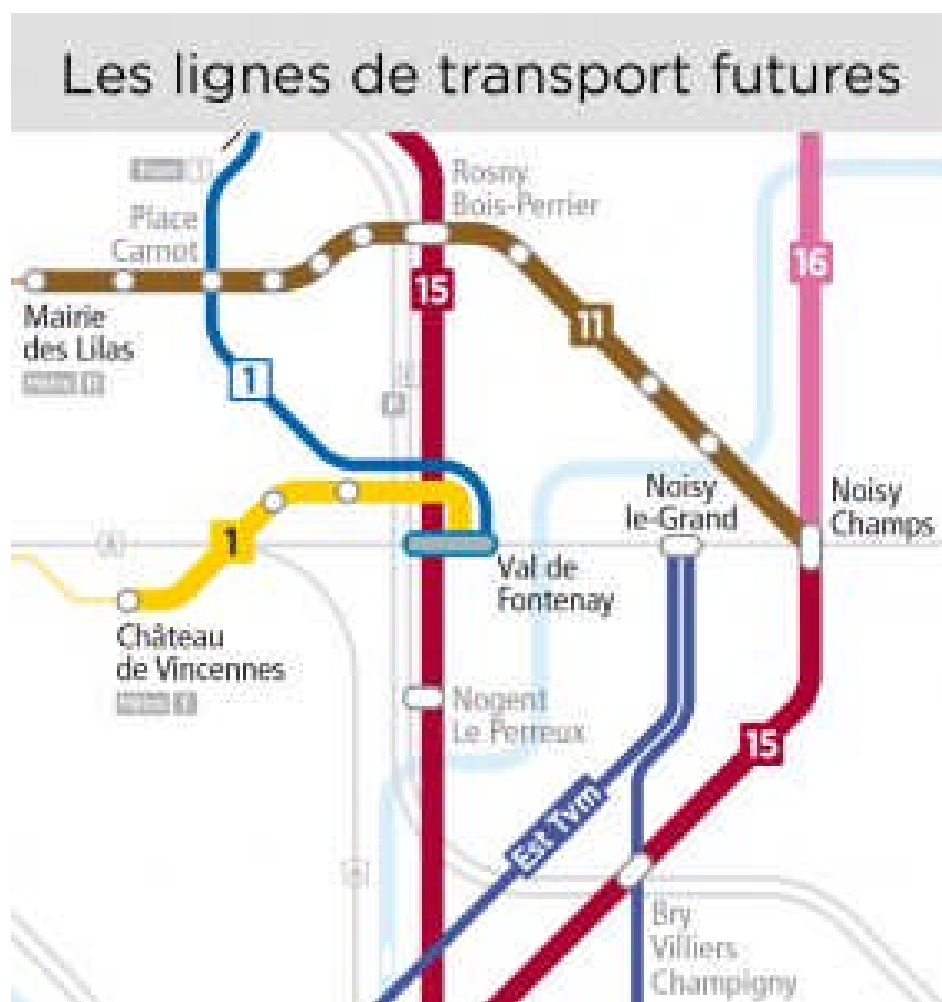 Les lignes de transport futures
Rosny
Bois-Perrier
Place
Carnot
16
15
11
Mairie
des Lilas
1
Noisy
le-Grand
Noisy
Champs
1
Val de
Fontenay
Château
de Vincennes
Nogent
Le Perreux
15
Est Tvm
Bry
Villiers
Champigny